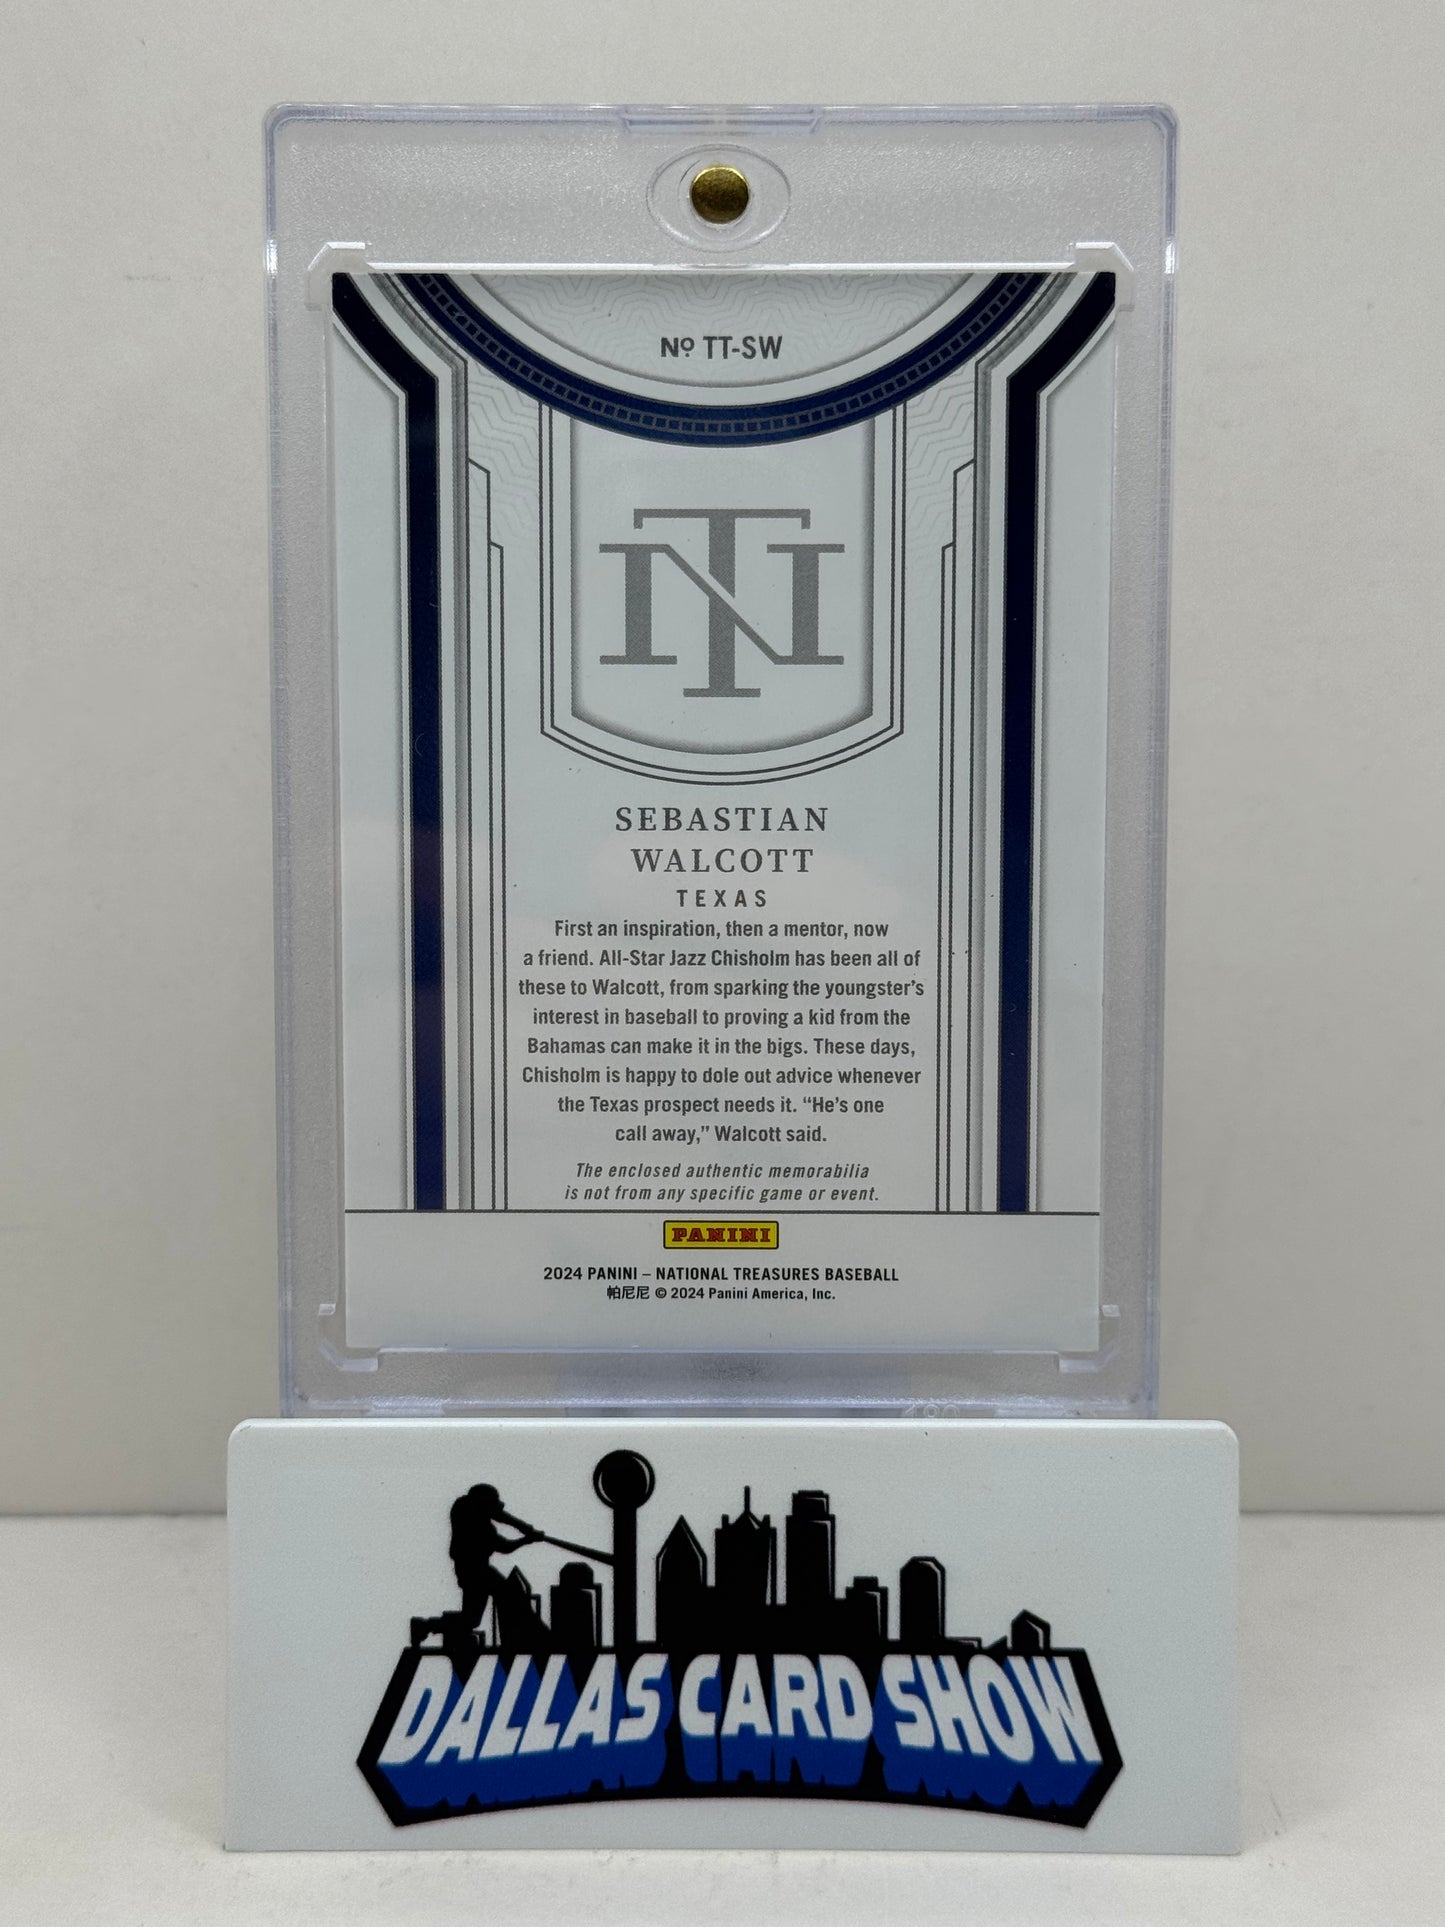 Nº TT-SW
NT
SEBASTIAN
WALCOTT
TEXAS
First an inspiration, then a mentor, now
a friend. All-Star Jazz Chisholm has been all of
these to Walcott, from sparking the youngster's
interest in baseball to proving a kid from the
Bahamas can make it in the bigs. These days,
Chisholm is happy to dole out advice whenever
the Texas prospect needs it. “He's one
call away,” Walcott said.
The enclosed authentic memorabilia
is not from any specific game or event.
PANINI
2024 PANINI – NATIONAL TREASURES BASEBALL
帕尼尼 © 2024 Panini America, Inc.
DALLAS CARD SHOW